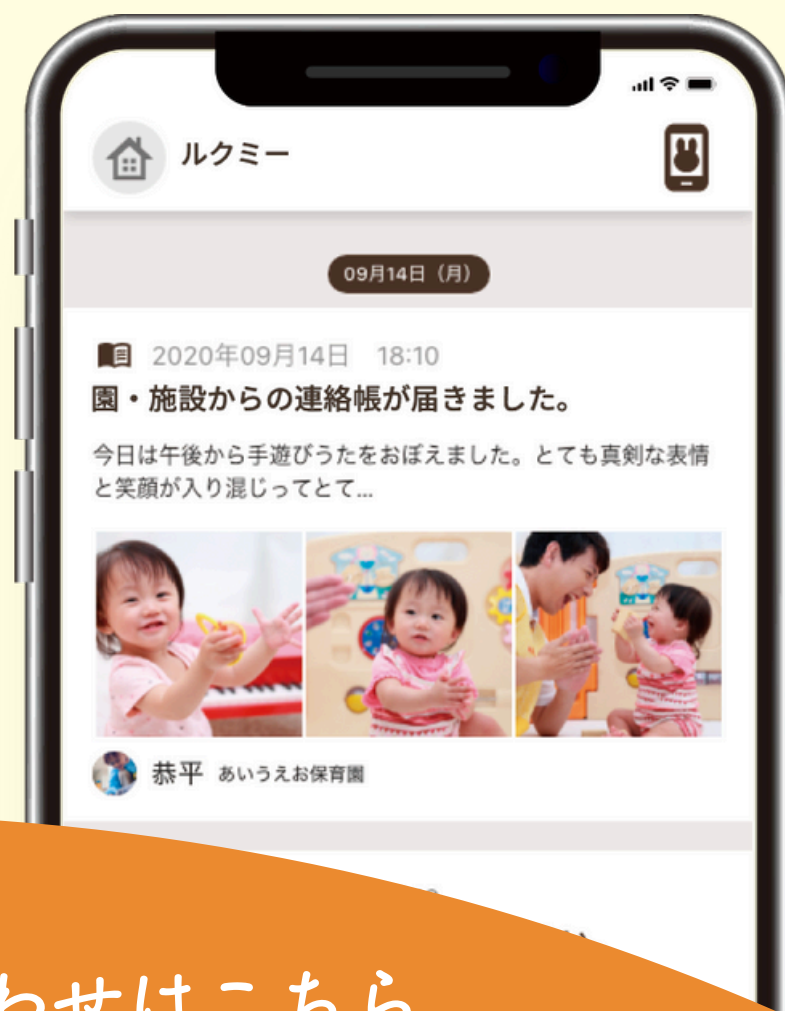 ルクミー
09月14日（月）
2020年09月14日　18:10
園・施設からの連絡帳が届きました。
今日は午後から手遊びうたをおぼえました。とても真剣な表情
と笑顔が入り混じってとて...
恭平 あいうえお保育園
わせはこちら